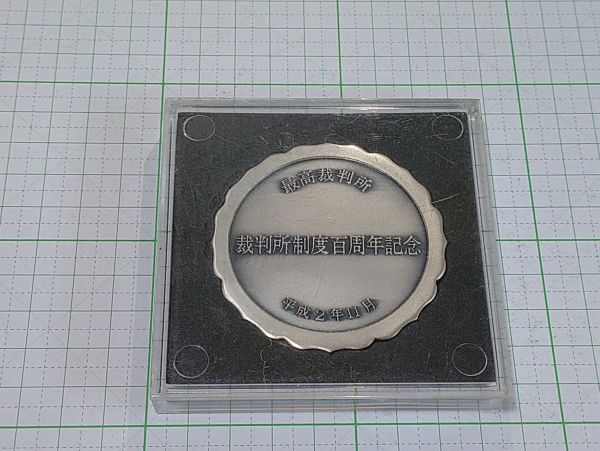 最高裁判所
裁判所制度百周年記念
平成2年11月